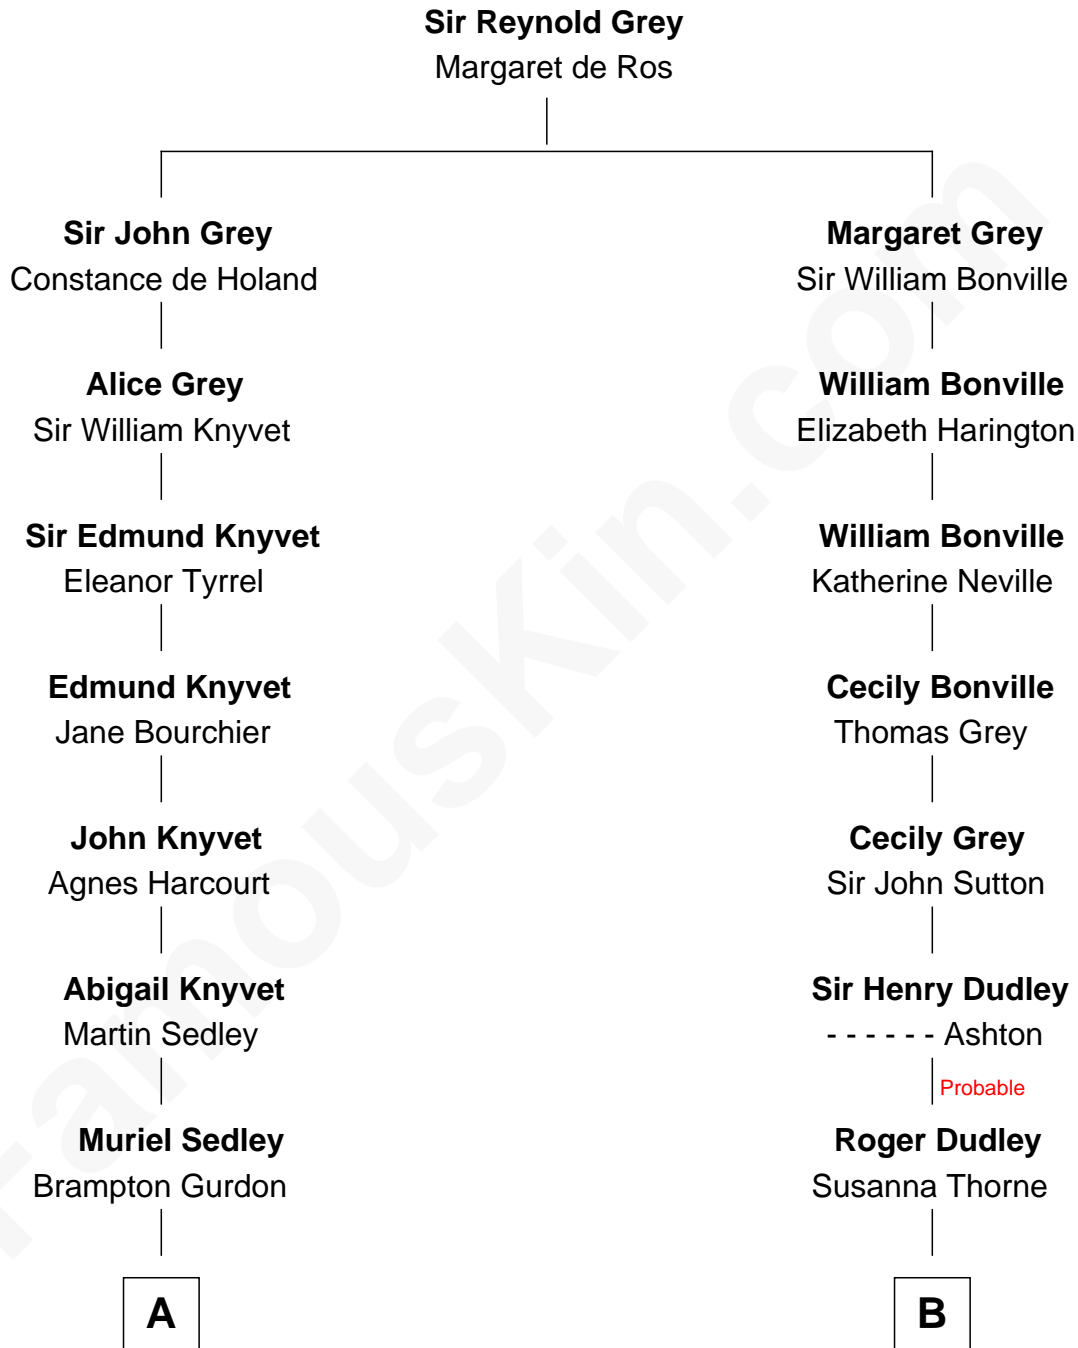 Sir Reynold Grey
Margaret de Ros
Sir John Grey
Constance de Holand
Margaret Grey
Sir William Bonville
Alice Grey
Sir William Knyvet
William Bonville
Elizabeth Harington
Sir Edmund Knyvet
Eleanor Tyrrel
William Bonville
Katherine Neville
Edmund Knyvet
Jane Bourchier
Cecily Bonville
Thomas Grey
John Knyvet
Agnes Harcourt
Cecily Grey
Sir John Sutton
Abigail Knyvet
Martin Sedley
Sir Henry Dudley
- - - - - - Ashton
Probable
Muriel Sedley
Brampton Gurdon
Roger Dudley
Susanna Thorne
A
B
FamousKin.com